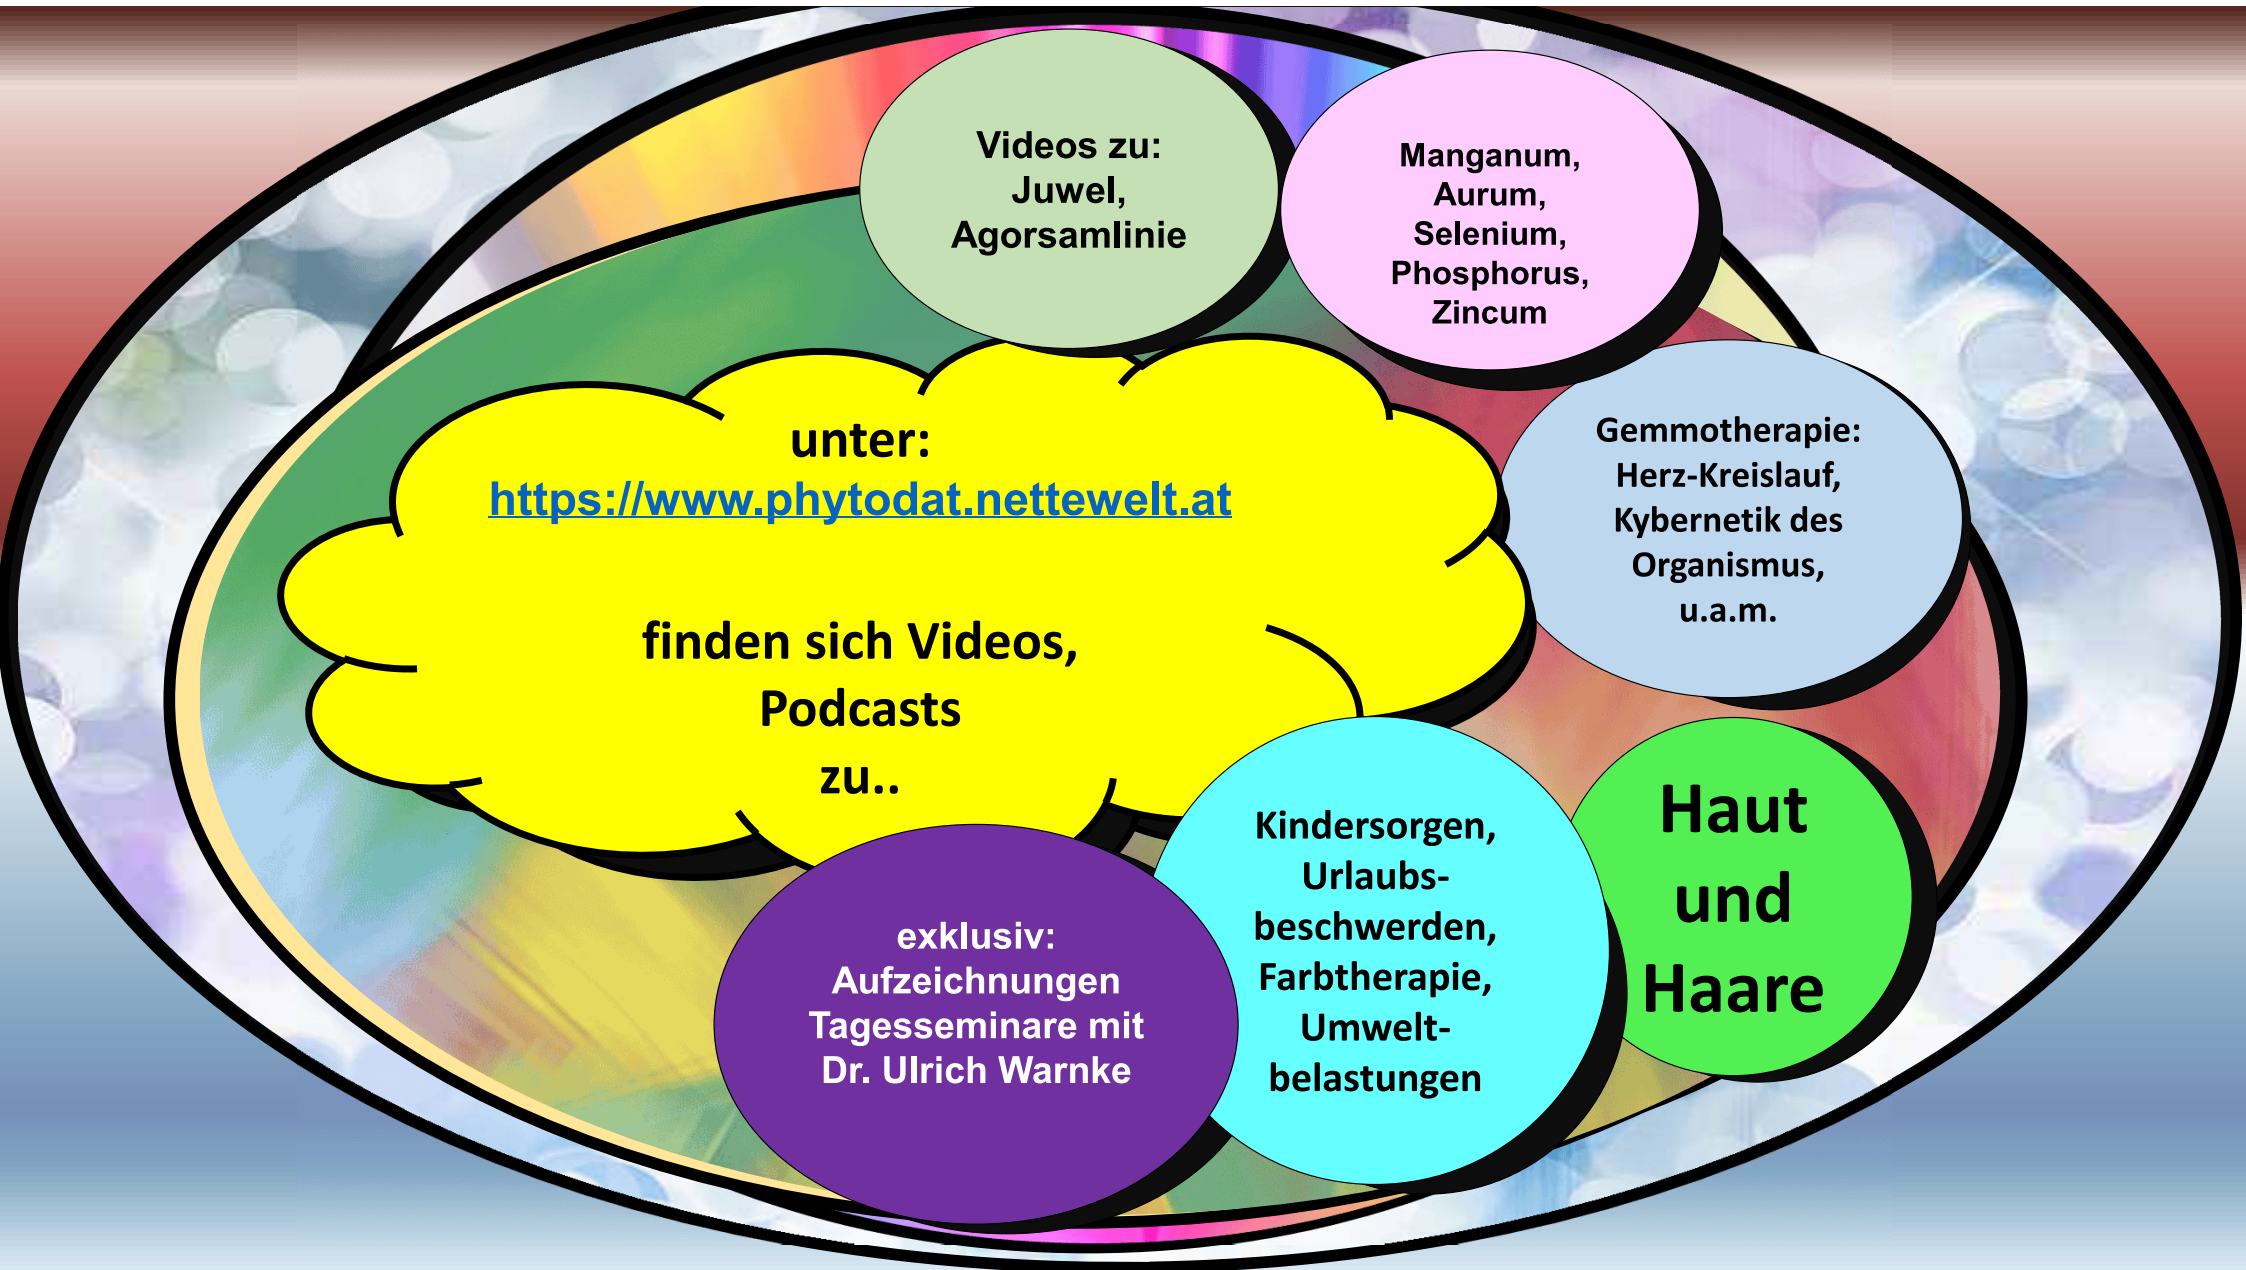 Videos zu:
Juwel,
Agorsamlinie
Manganum,
Aurum,
Selenium,
Phosphorus,
Zincum
unter:
https://www.phytodat.nettewelt.at
finden sich Videos,
Podcasts
zu..
Gemmotherapie:
Herz-Kreislauf,
Kybernetik des
Organismus,
u.a.m.
Haut
und
Haare
Kindersorgen,
Urlaubs-
beschwerden,
Farbtherapie,
Umwelt-
belastungen
exklusiv:
Aufzeichnungen
Tagesseminare mit
Dr. Ulrich Warnke